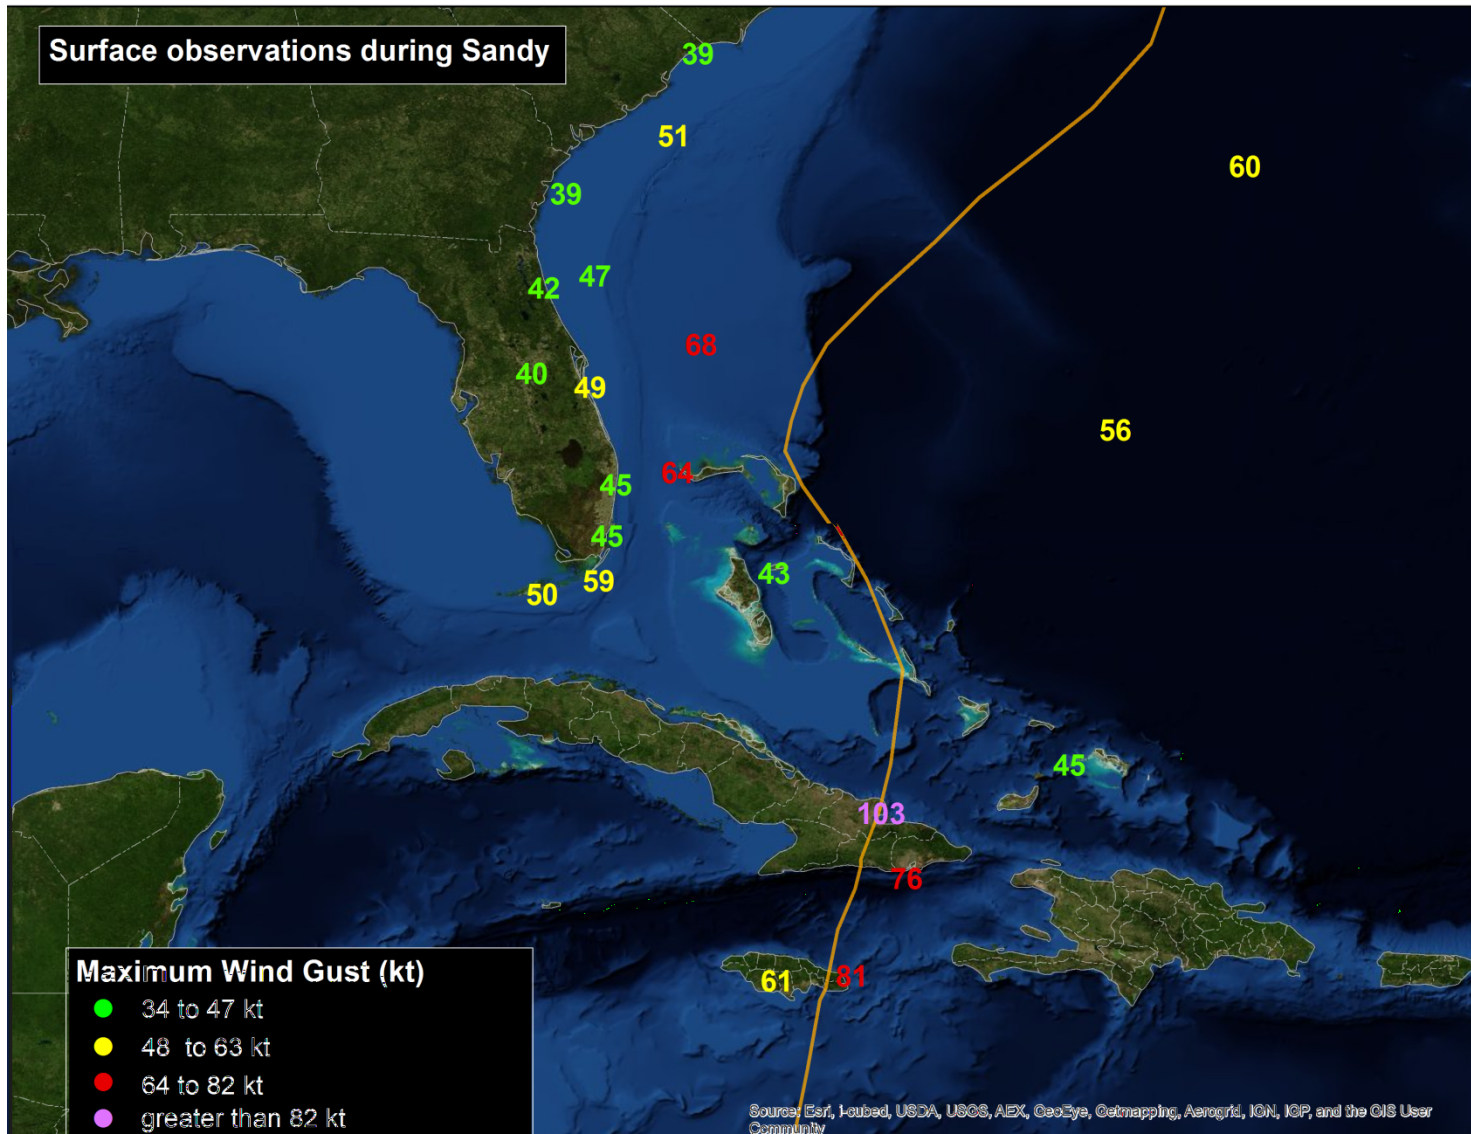 Surface observations during Sandy
39
51
60
39
47
42
68
40
49
56
64
45
45
43
59
50
45
103
76
61
81
Maximum Wind Gust (kt)
34 to 47 kt
48 to 63 kt
64 to 82 kt
greater than 82 kt
Source: Esri, i-cubed, USDA, USGS, AEX, GeoEye, Getmapping, Aerogrid, IGN, IGP, and the GIS User
Community